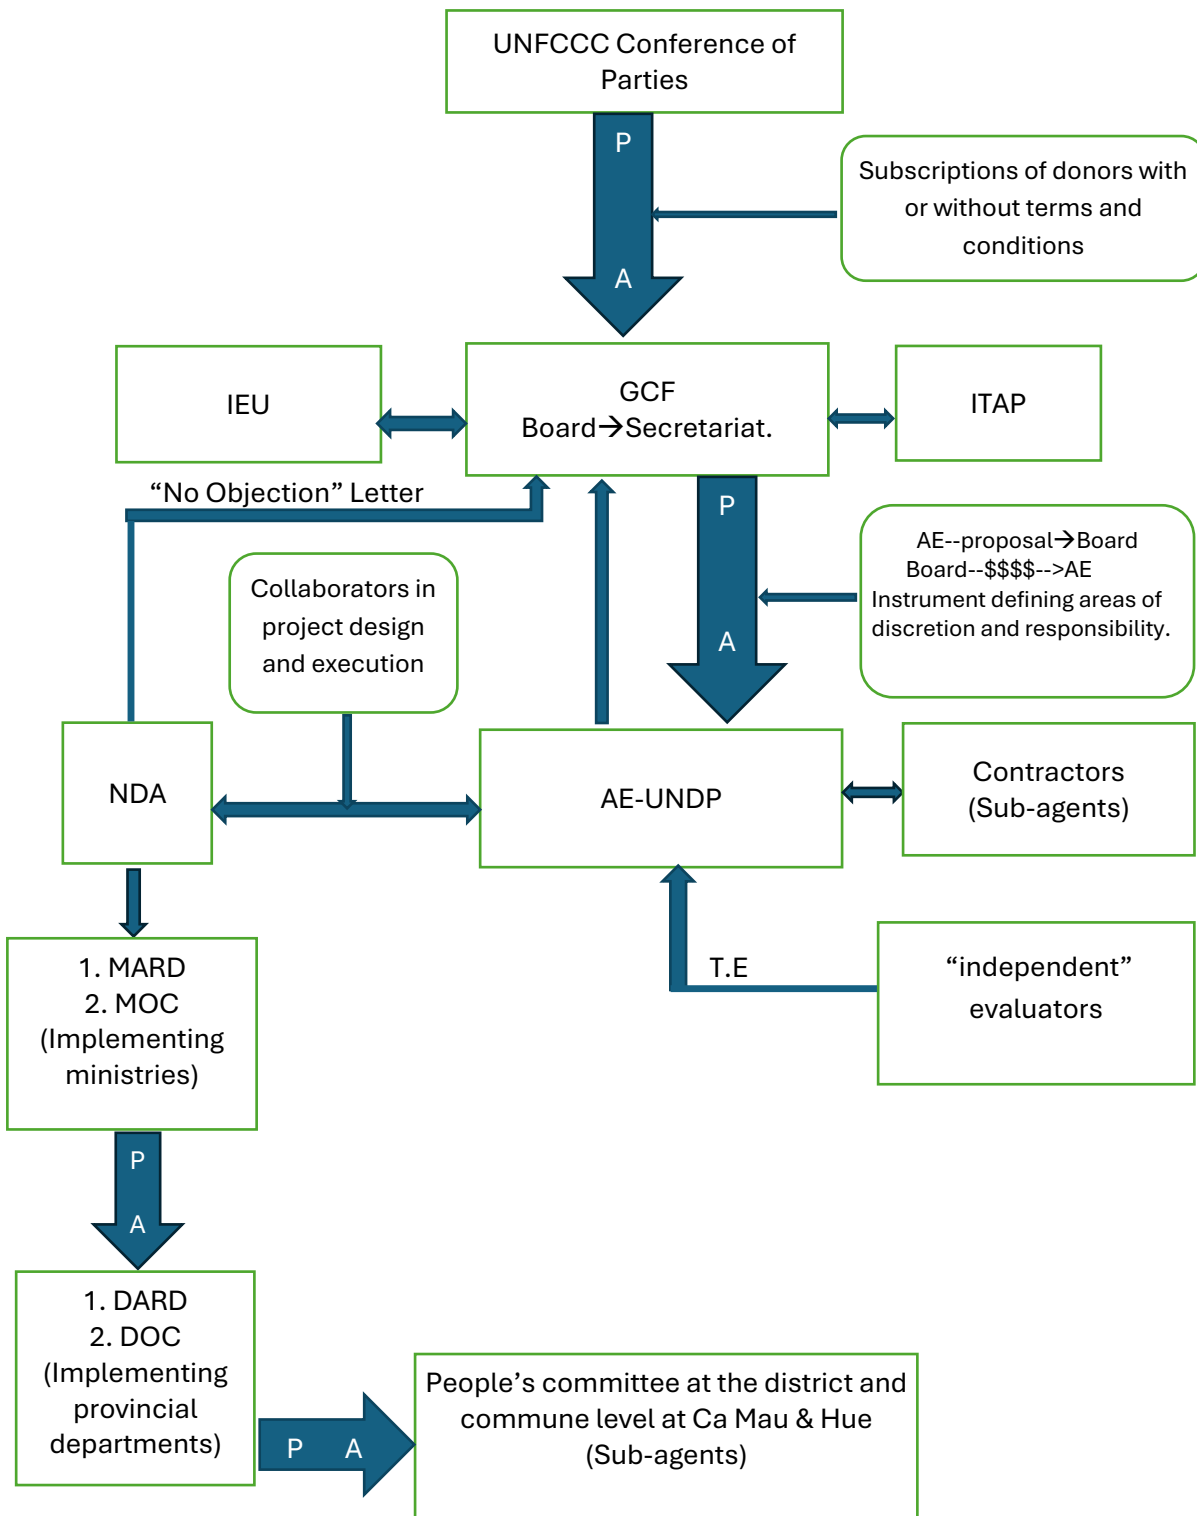 UNFCCC Conference of
Parties
P
A
Subscriptions of donors with
or without terms and
conditions
IEU
GCF
Board→Secretariat.
ITAP
“No Objection” Letter
P
A
AE--proposal→Board
Board--$$$$-->AE
Instrument defining areas of
discretion and responsibility.
Collaborators in
project design
and execution
NDA
AE-UNDP
Contractors
(Sub-agents)
T.E
“independent”
evaluators
1. MARD
2. MOC
(Implementing
ministries)
P
A
1. DARD
2. DOC
(Implementing
provincial
departments)
P A
People’s committee at the district and
commune level at Ca Mau & Hue
(Sub-agents)